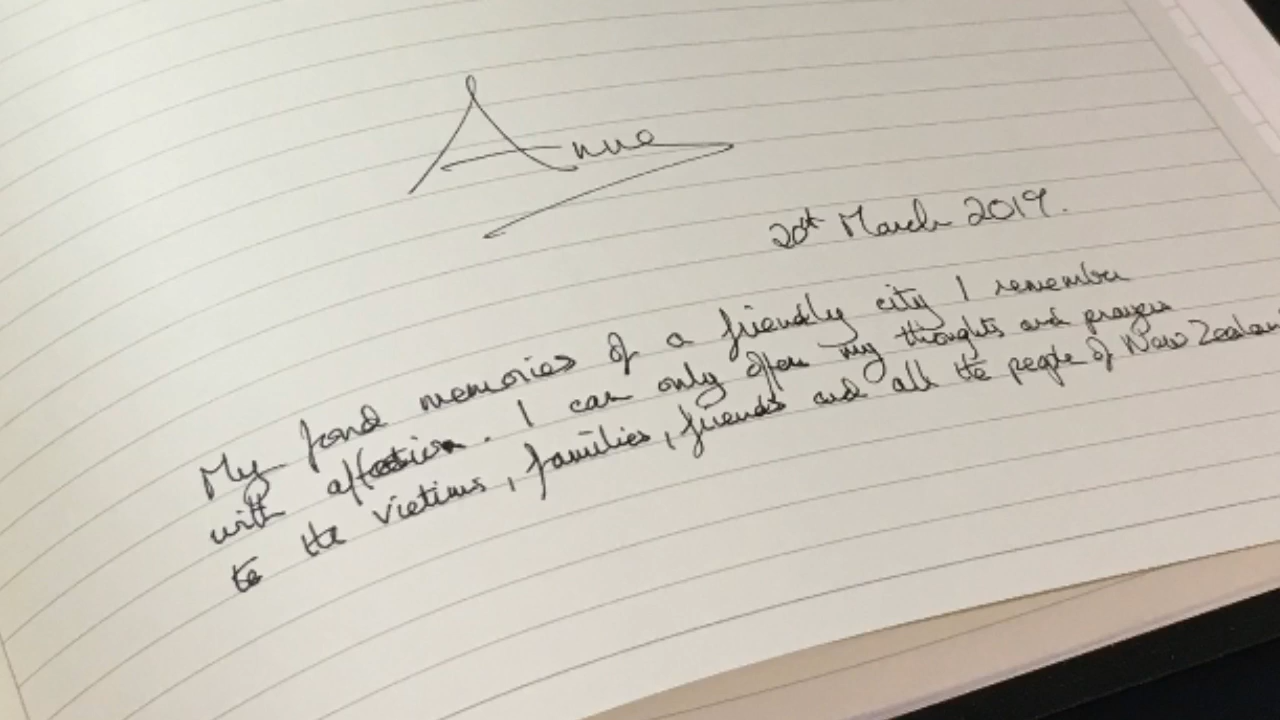 Anne
20th March 2019.
My fond memories of a friendly city I remember
with affection. I can only offer my thoughts and prayers
to the victims, families, friends and all the people of New Zealan